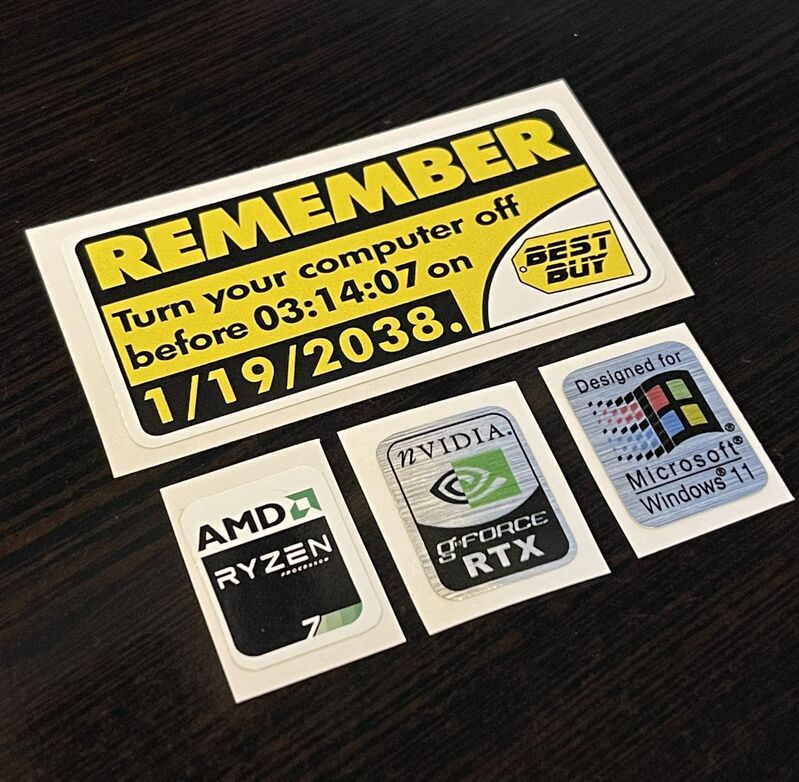 REMEMBER
Turn your computer off
before 03:14:07 on
1/19/2038.
BEST
BUY
AMD
RYZEN
PROCESSOR
7
nVIDIA.
GEFORCE
RTX
Designed for
Microsoft®
Windows® 11